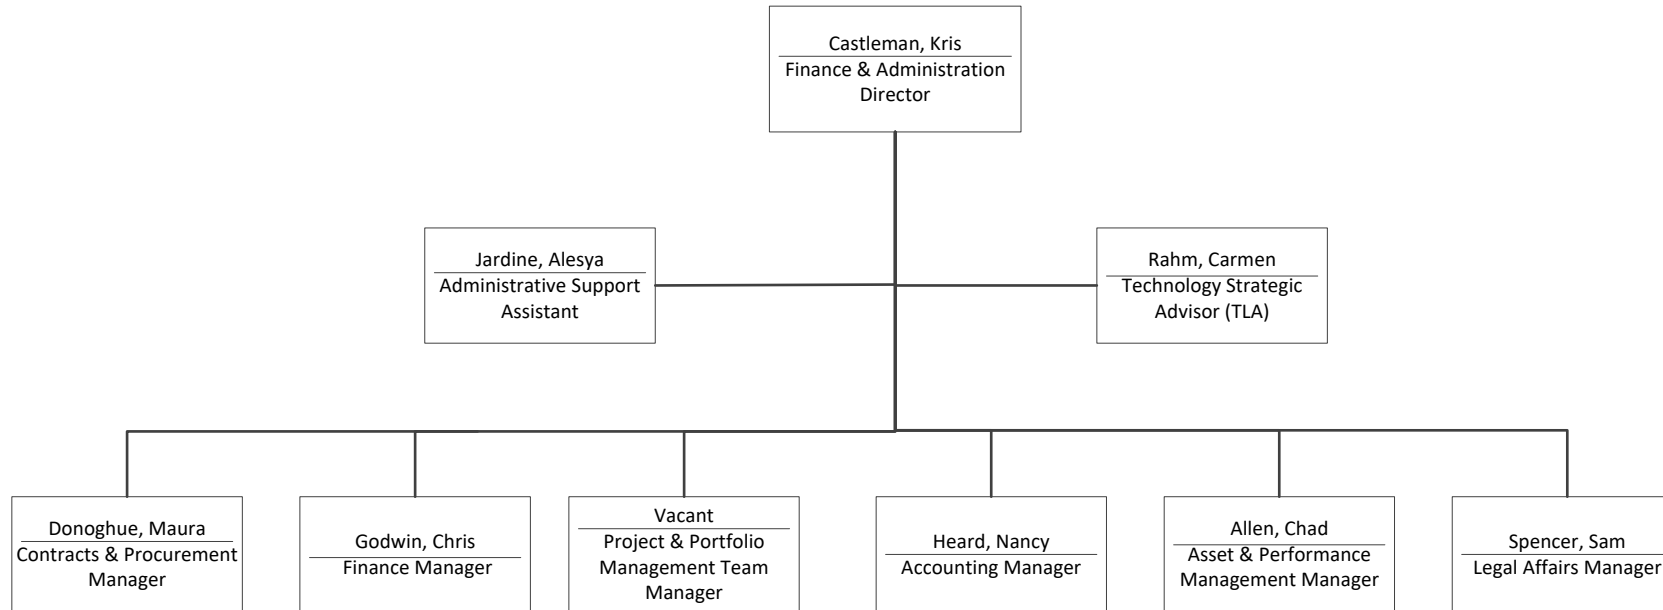 Castleman, Kris
Finance & Administration
Director
Jardine, Alesya
Administrative Support
Assistant
Rahm, Carmen
Technology Strategic
Advisor (TLA)
Donoghue, Maura
Contracts & Procurement
Manager
Godwin, Chris
Finance Manager
Vacant
Project & Portfolio
Management Team
Manager
Heard, Nancy
Accounting Manager
Allen, Chad
Asset & Performance
Management Manager
Spencer, Sam
Legal Affairs Manager